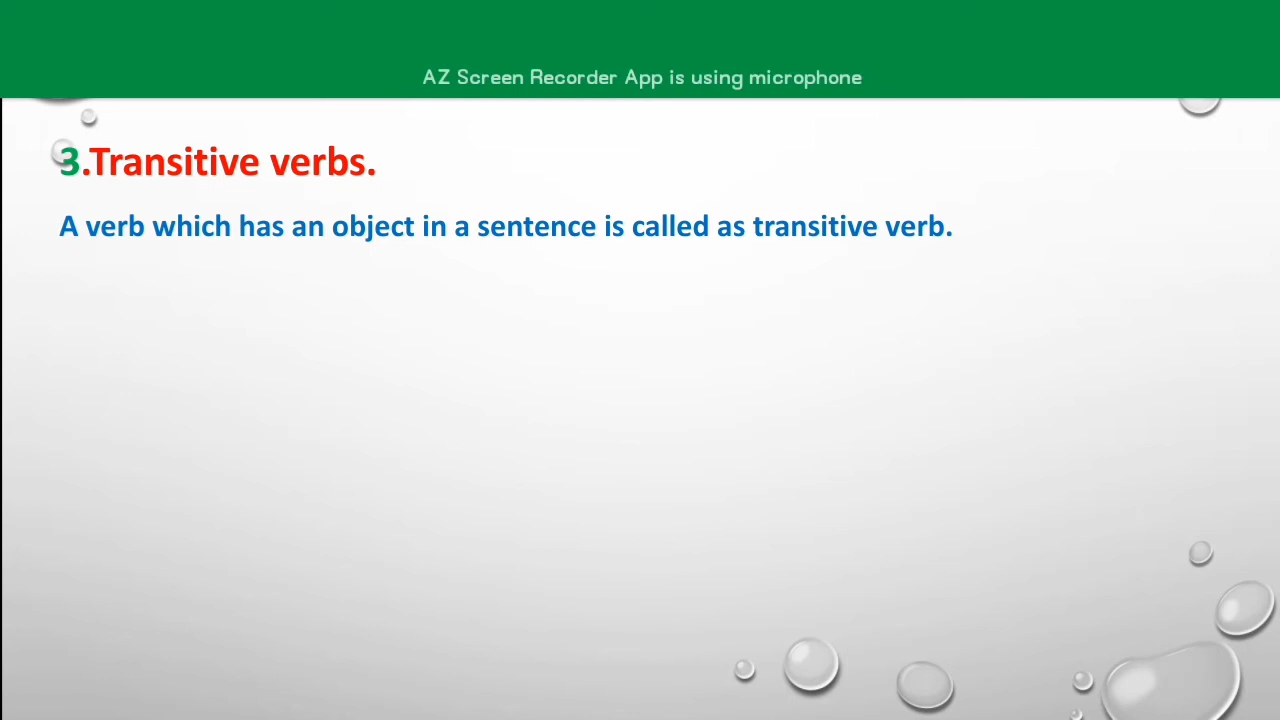 AZ Screen Recorder App is using microphone
3.Transitive verbs.
A verb which has an object in a sentence is called as transitive verb.